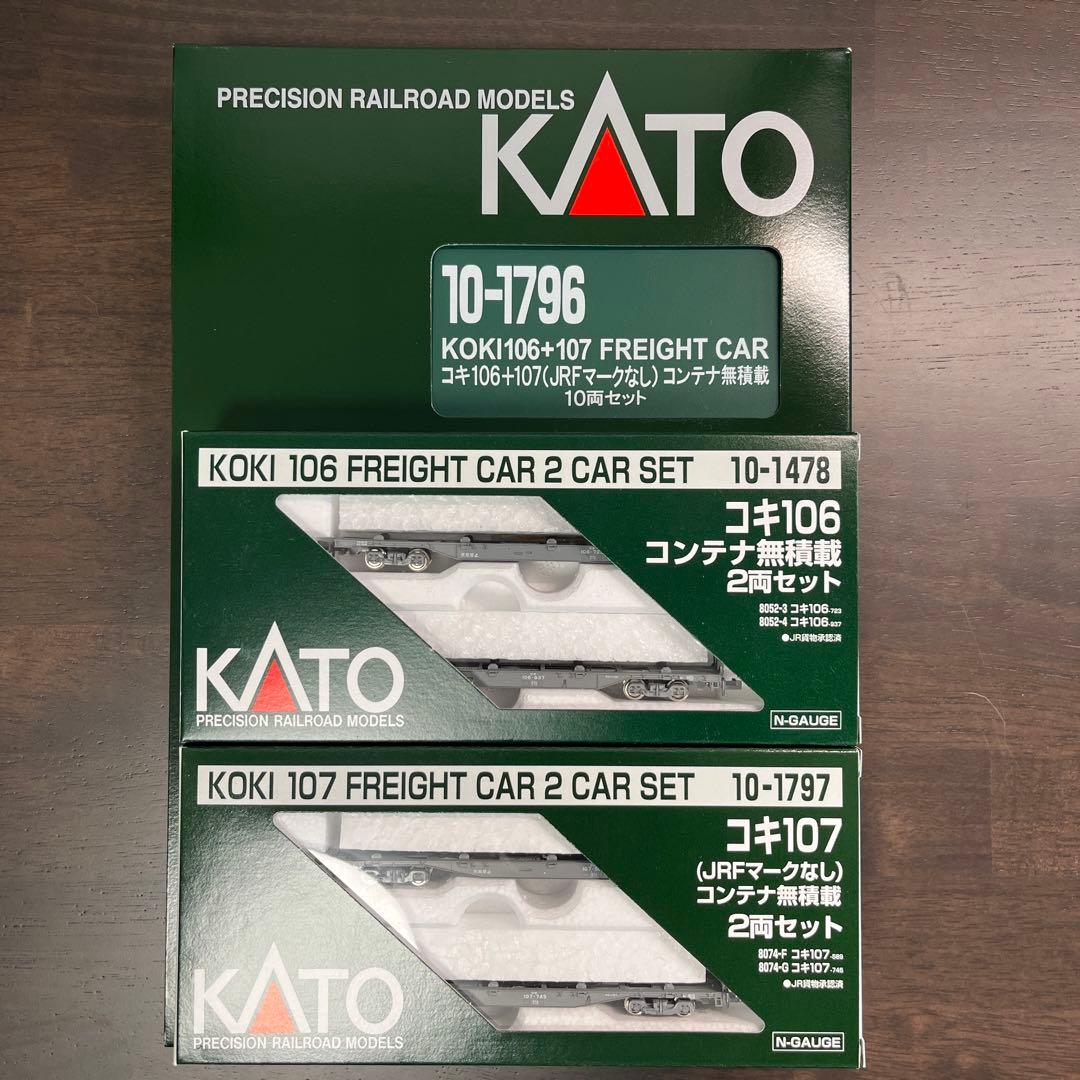 PRECISION RAILROAD MODELS
KATO
10-1796
KOKI106+107 FREIGHT CAR
コキ106+107(JRFマークなし)コンテナ無積載
10両セット
KOKI 106 FREIGHT CAR 2 CAR SET 10-1478
コキ106
コンテナ無積載
2両セット
8052-3 コキ106-723
8052-4 コキ106-937
●JR貨物承認済
KATO
PRECISION RAILROAD MODELS
N-GAUGE
KOKI 107 FREIGHT CAR 2 CAR SET 10-1797
コキ107
(JRFマークなし)
コンテナ無積載
2両セット
8074-F コキ107-589
8074-G コキ107-745
●JR貨物承認済
KATO
PRECISION RAILROAD MODELS
N-GAUGE